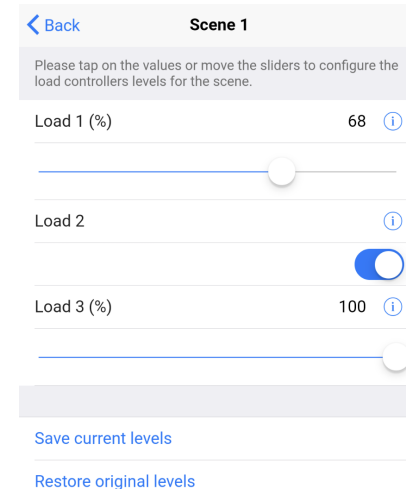 Back
Scene 1
Please tap on the values or move the sliders to configure the
load controllers levels for the scene.
Load 1 (%) 68 i
Load 2 i
Load 3 (%) 100 i
Save current levels
Restore original levels